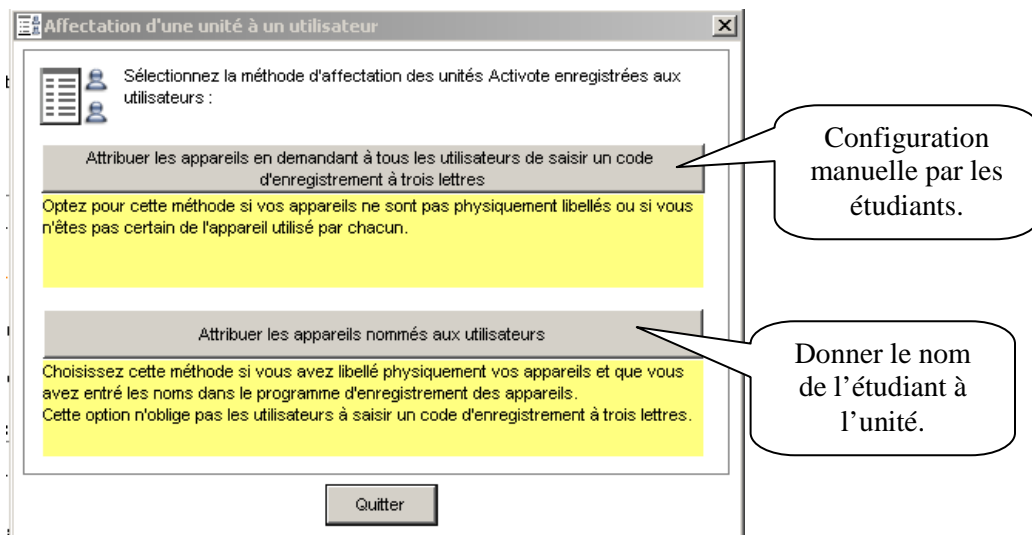 Affectation d'une unité à un utilisateur
Sélectionnez la méthode d'affectation des unités Activote enregistrées aux
utilisateurs :
Attribuer les appareils en demandant à tous les utilisateurs de saisir un code
d'enregistrement à trois lettres
Optez pour cette méthode si vos appareils ne sont pas physiquement libellés ou si vous
n'êtes pas certain de l'appareil utilisé par chacun.
Configuration
manuelle par les
étudiants.
Attribuer les appareils nommés aux utilisateurs
Choisissez cette méthode si vous avez libellé physiquement vos appareils et que vous
avez entré les noms dans le programme d'enregistrement des appareils.
Cette option n'oblige pas les utilisateurs à saisir un code d'enregistrement à trois lettres.
Donner le nom
de l’étudiant à
l’unité.
Quitter